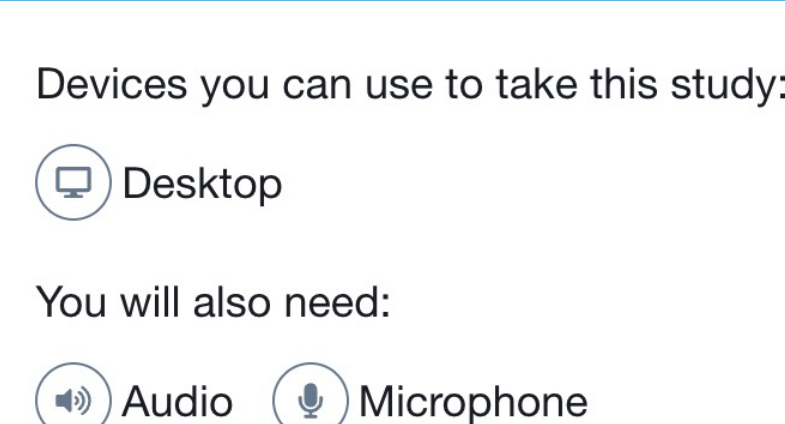 Devices you can use to take this study:
Desktop
You will also need:
Audio Microphone